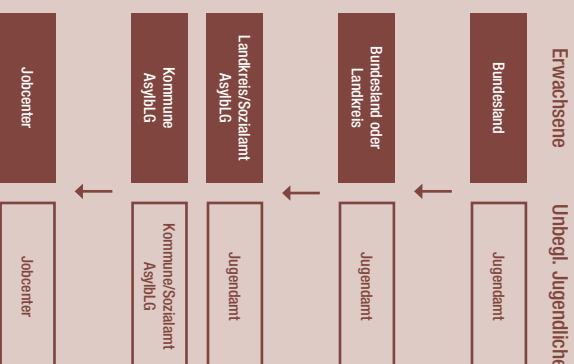 Erwachsene
Unbegl. Jugendliche
Bundesland
Jugendamt
Bundesland oder
Landkreis
Jugendamt
Landkreis/Sozialamt
AsylbLG
Jugendamt
Kommune
AsylbLG
Kommune/Sozialamt
AsylbLG
Jobcenter
Jobcenter